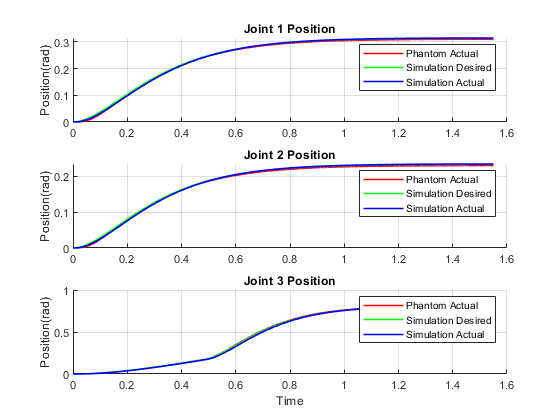 Joint 1 Position
Position(rad)
0.3
0.2
0.1
0
Phantom Actual
Simulation Desired
Simulation Actual
0 0.2 0.4 0.6 0.8 1 1.2 1.4 1.6
Joint 2 Position
Position(rad)
0.2
0.1
0
Phantom Actual
Simulation Desired
Simulation Actual
0 0.2 0.4 0.6 0.8 1 1.2 1.4 1.6
Joint 3 Position
Position(rad)
1
0.5
0
Phantom Actual
Simulation Desired
Simulation Actual
0 0.2 0.4 0.6 0.8 1 1.2 1.4 1.6
Time